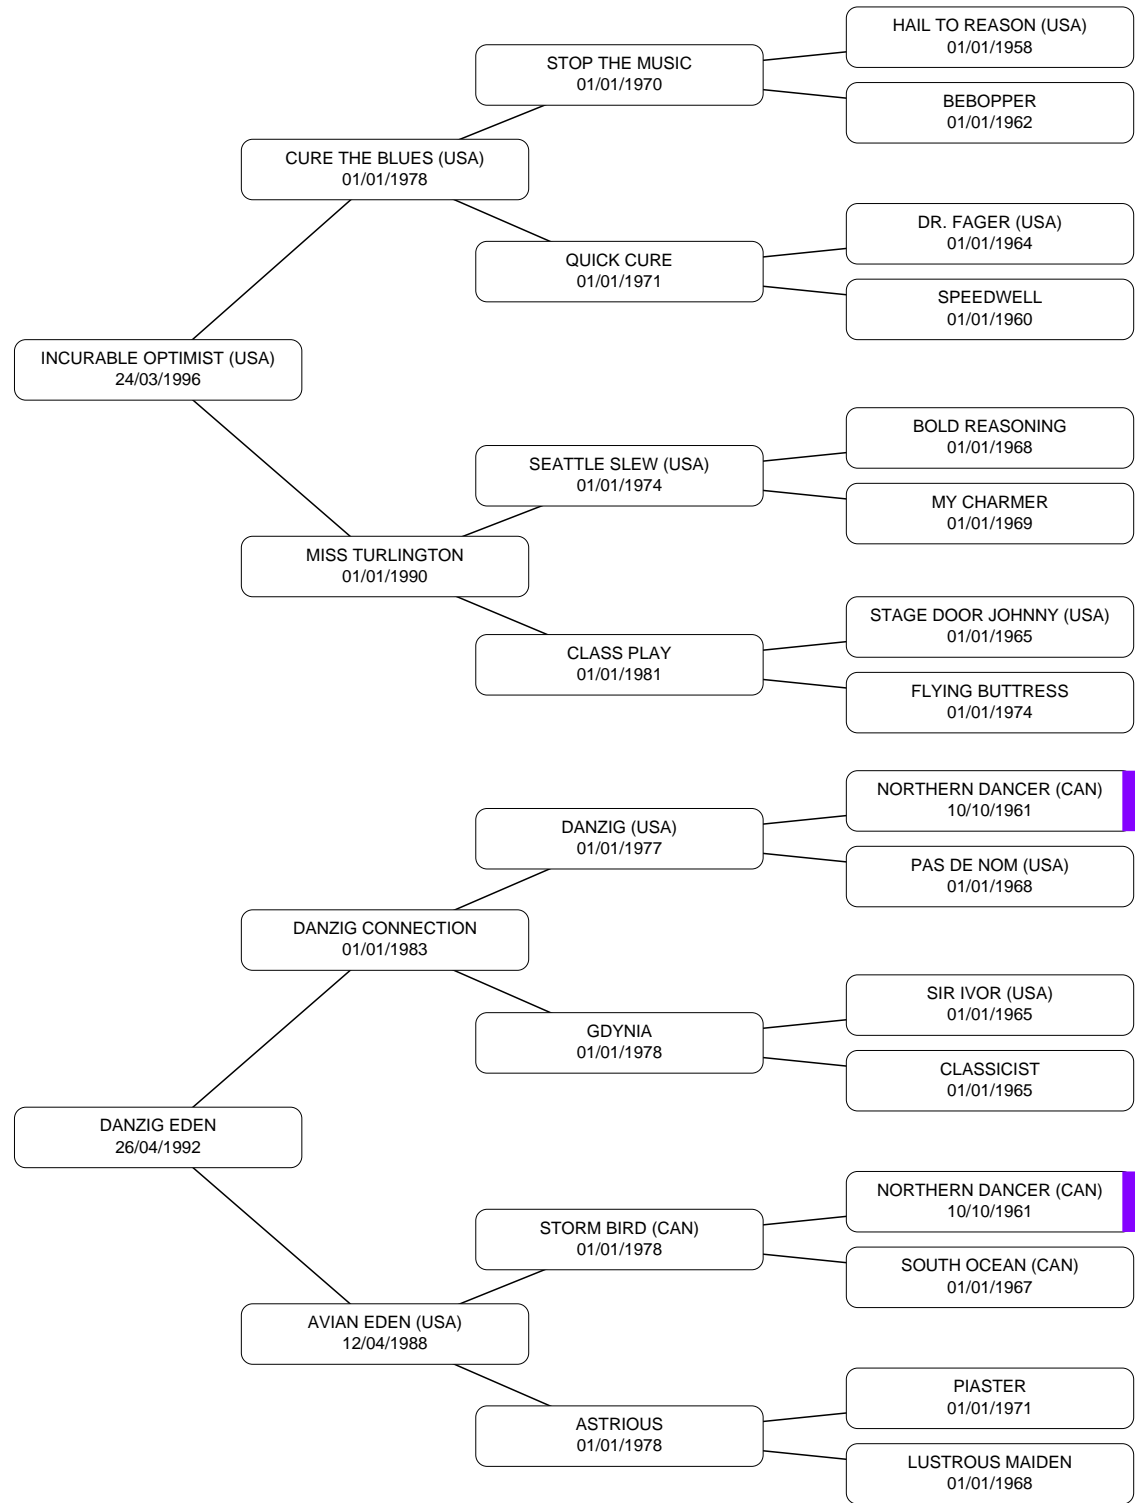 HAIL TO REASON (USA)
01/01/1958
STOP THE MUSIC
01/01/1970
BEBOPPER
01/01/1962
CURE THE BLUES (USA)
01/01/1978
DR. FAGER (USA)
01/01/1964
QUICK CURE
01/01/1971
SPEEDWELL
01/01/1960
INCURABLE OPTIMIST (USA)
24/03/1996
BOLD REASONING
01/01/1968
SEATTLE SLEW (USA)
01/01/1974
MY CHARMER
01/01/1969
MISS TURLINGTON
01/01/1990
STAGE DOOR JOHNNY (USA)
01/01/1965
CLASS PLAY
01/01/1981
FLYING BUTTRESS
01/01/1974
NORTHERN DANCER (CAN)
10/10/1961
DANZIG (USA)
01/01/1977
PAS DE NOM (USA)
01/01/1968
DANZIG CONNECTION
01/01/1983
SIR IVOR (USA)
01/01/1965
GDYNIA
01/01/1978
CLASSICIST
01/01/1965
DANZIG EDEN
26/04/1992
NORTHERN DANCER (CAN)
10/10/1961
STORM BIRD (CAN)
01/01/1978
SOUTH OCEAN (CAN)
01/01/1967
AVIAN EDEN (USA)
12/04/1988
PIASTER
01/01/1971
ASTRIOUS
01/01/1978
LUSTROUS MAIDEN
01/01/1968